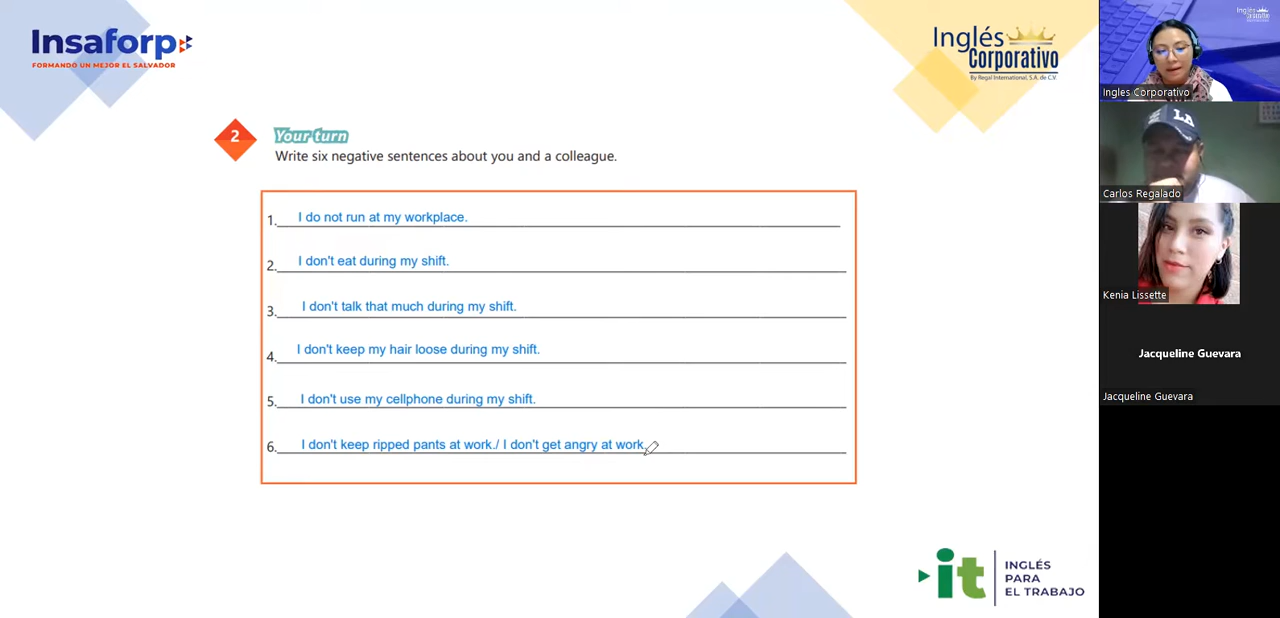 Insaforp
FORMANDO UN MEJOR EL SALVADOR
Inglés
Corporativo
By Regal International, S.A. de C.V.
2
Your turn
Write six negative sentences about you and a colleague.
1. I do not run at my workplace.
2. I don't eat during my shift.
3. I don't talk that much during my shift.
4. I don't keep my hair loose during my shift.
5. I don't use my cellphone during my shift.
6. I don't keep ripped pants at work./ I don't get angry at work.
it
INGLÉS
PARA
EL TRABAJO
Inglés
Ingles Corporativo
LA
Carlos Regalado
Kenia Lissette
Jacqueline Guevara
Jacqueline Guevara